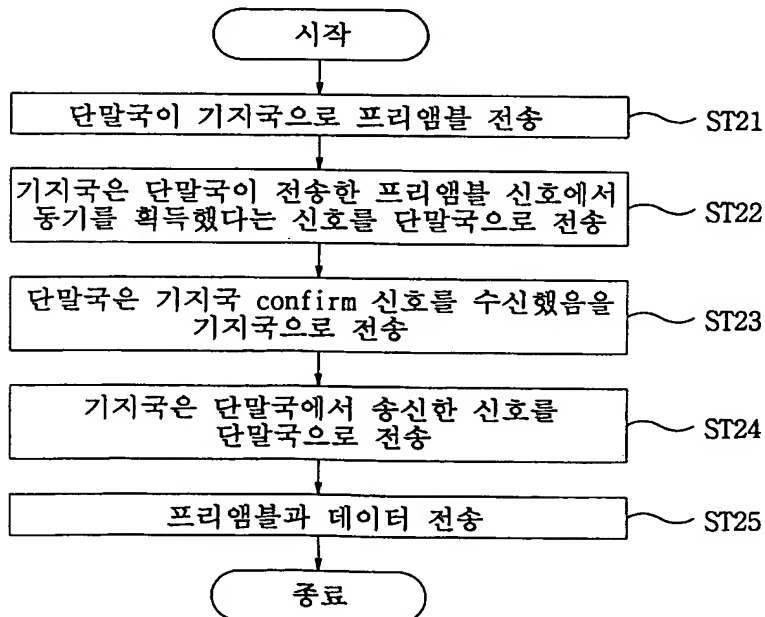 시작
단말국이 기지국으로 프리앰블 전송
ST21
기지국은 단말국이 전송한 프리앰블 신호에서
동기를 획득했다는 신호를 단말국으로 전송
ST22
단말국은 기지국 confirm 신호를 수신했음을
기지국으로 전송
ST23
기지국은 단말국에서 송신한 신호를
단말국으로 전송
ST24
프리앰블과 데이터 전송
ST25
종료